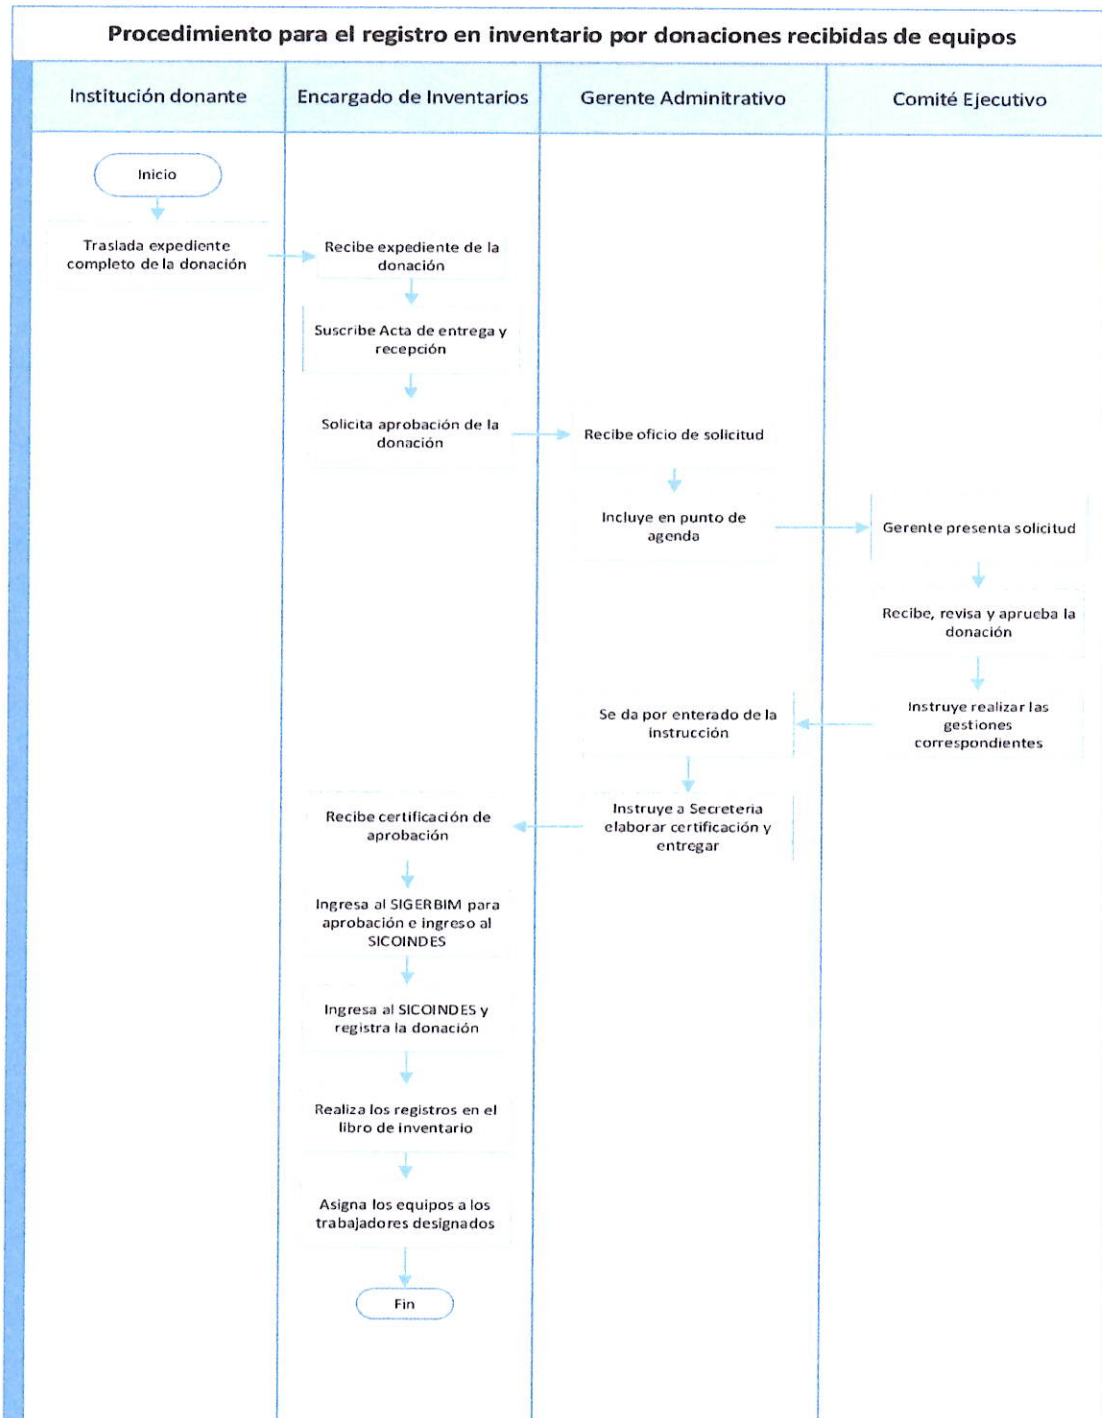 Procedimiento para el registro en inventario por donaciones recibidas de equipos
Institución donante
Encargado de Inventarios
Gerente Adminitrativo
Comité Ejecutivo
Inicio
Traslada expediente
completo de la donación
Recibe expediente de la
donación
Suscribe Acta de entrega y
recepción
Solicita aprobación de la
donación
Recibe oficio de solicitud
Incluye en punto de
agenda
Gerente presenta solicitud
Recibe, revisa y aprueba la
donación
Instruye realizar las
gestiones
correspondientes
Se da por enterado de la
instrucción
Instruye a Secreteria
elaborar certificación y
entregar
Recibe certificación de
aprobación
Ingresa al SIGERBIM para
aprobación e ingreso al
SICOINDES
Ingresa al SICOINDES y
registra la donación
Realiza los registros en el
libro de inventario
Asigna los equipos a los
trabajadores designados
Fin